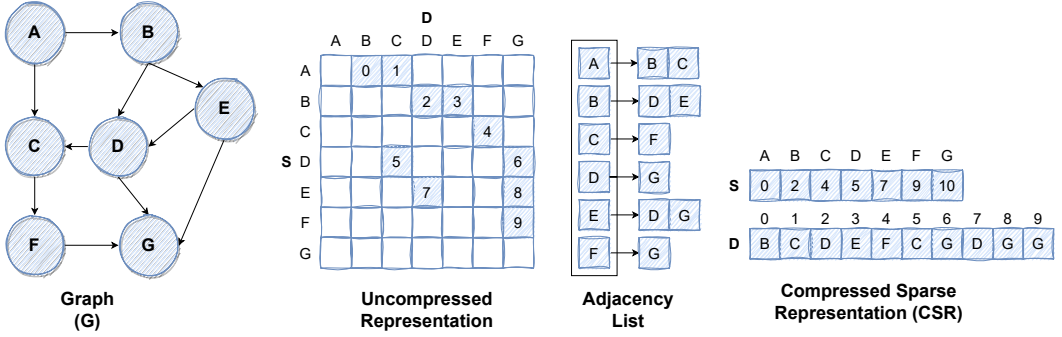 A B
E
C D
F G
Graph
(G)
D
A B C D E F G
A 0 1
B 2 3
C 4
S D 5 6
E 7 8
F 9
G
Uncompressed
Representation
A B C
B D E
C F
D G
E D G
F G
Adjacency
List
A B C D E F G
S 0 2 4 5 7 9 10
0 1 2 3 4 5 6 7 8 9
D B C D E F C G D G G
Compressed Sparse
Representation (CSR)